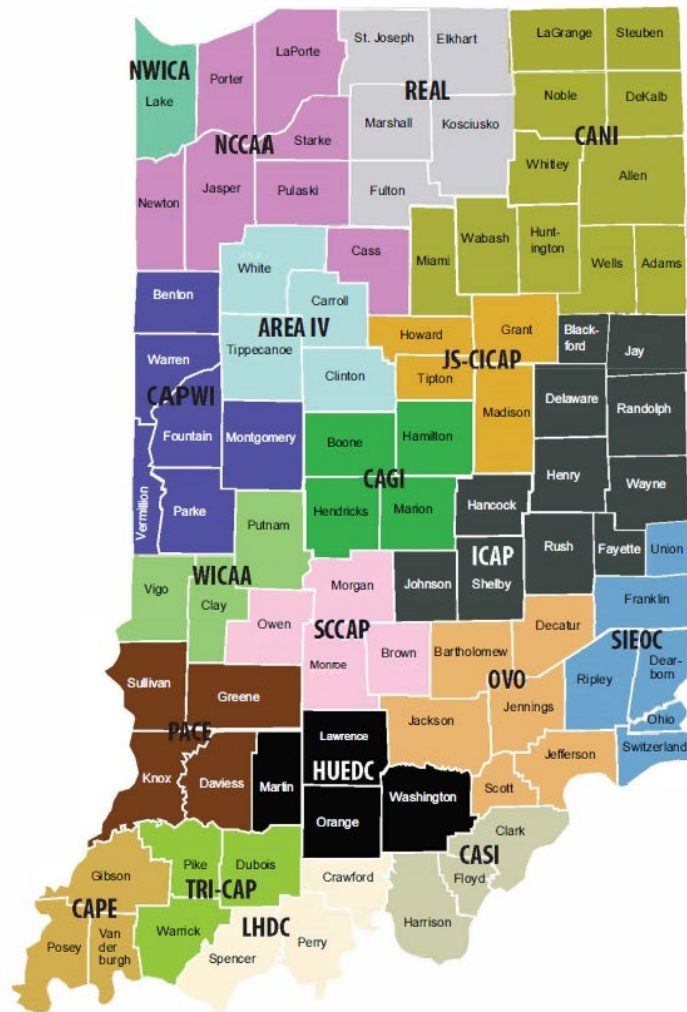 LaPorte
St. Joseph
Elkhart
LaGrange
Steuben
NWICA
Porter
Lake
REAL
Noble
DeKalb
Marshall
Kosciusko
Starke
NCCAA
CANI
Whitley
Allen
Newton
Jasper
Pulaski
Fulton
Wabash
Hunt-
ington
White
Cass
Miami
Wells
Adams
Benton
Carroll
AREA IV
Howard
Grant
Black-
ford
Jay
Warren
Tippecanoe
JS-CICAP
Clinton
Tipton
CAPWI
Madison
Delaware
Randolph
Fountain
Montgomery
Boone
Hamilton
CAGI
Henry
Wayne
Vermillion
Parke
Putnam
Hendricks
Marion
Hancock
ICAP
Rush
Fayette
Union
WICAA
Vigo
Clay
Morgan
Johnson
Shelby
Franklin
Owen
SCCAP
Decatur
Monroe
Brown
Bartholomew
SIEOC
Dear-
born
Sullivan
OVO
Ripley
Greene
Jennings
Jackson
Ohio
PACE
Lawrence
Switzerland
Jefferson
Knox
Daviess
Martin
HUEDC
Washington
Scott
Orange
Clark
Pike
Dubois
CASI
Gibson
Crawford
Floyd
TRI-CAP
CAPE
Harrison
LHDC
Warrick
Posey
Van
der
burgh
Perry
Spencer